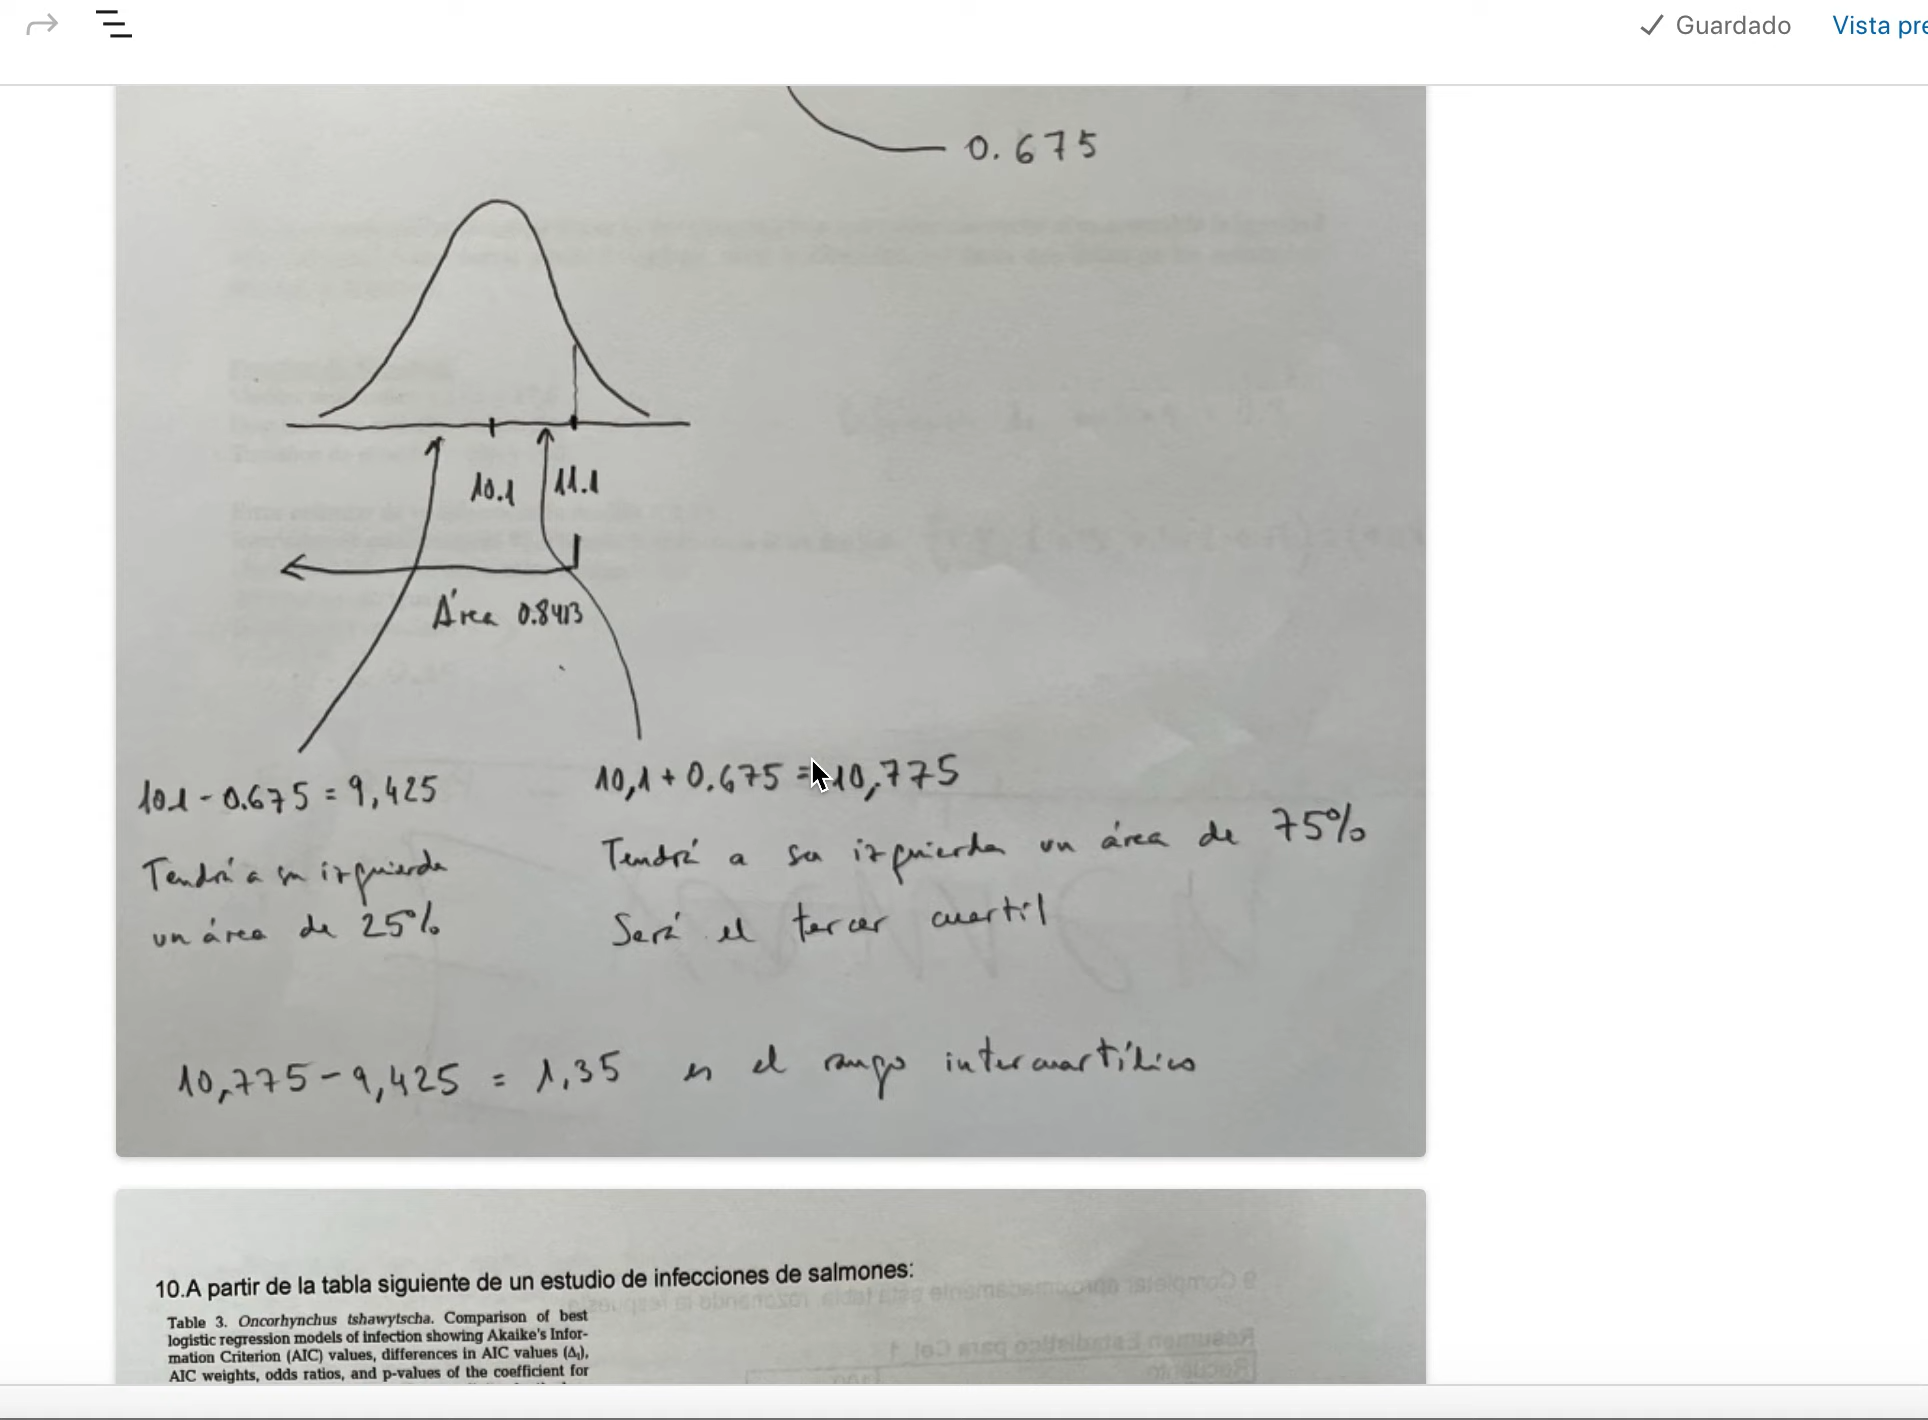 Guardado
Vista pre
0.675
10.1
11.1
Área 0.8413
10.1 - 0.675 = 9,425
10,1 + 0.675 = 10,775
Tendrá a su izquierda
un área de 25%
Tendrá a su izquierda un área de 75%
Será el tercer cuartil
10,775 - 9,425 = 1,35 es el rango intercuartílico
10.A partir de la tabla siguiente de un estudio de infecciones de salmones:
Table 3. Oncorhynchus tshawytscha. Comparison of best
logistic regression models of infection showing Akaike's Infor-
mation Criterion (AIC) values, differences in AIC values (Δi),
AIC weights, odds ratios, and p-values of the coefficient for